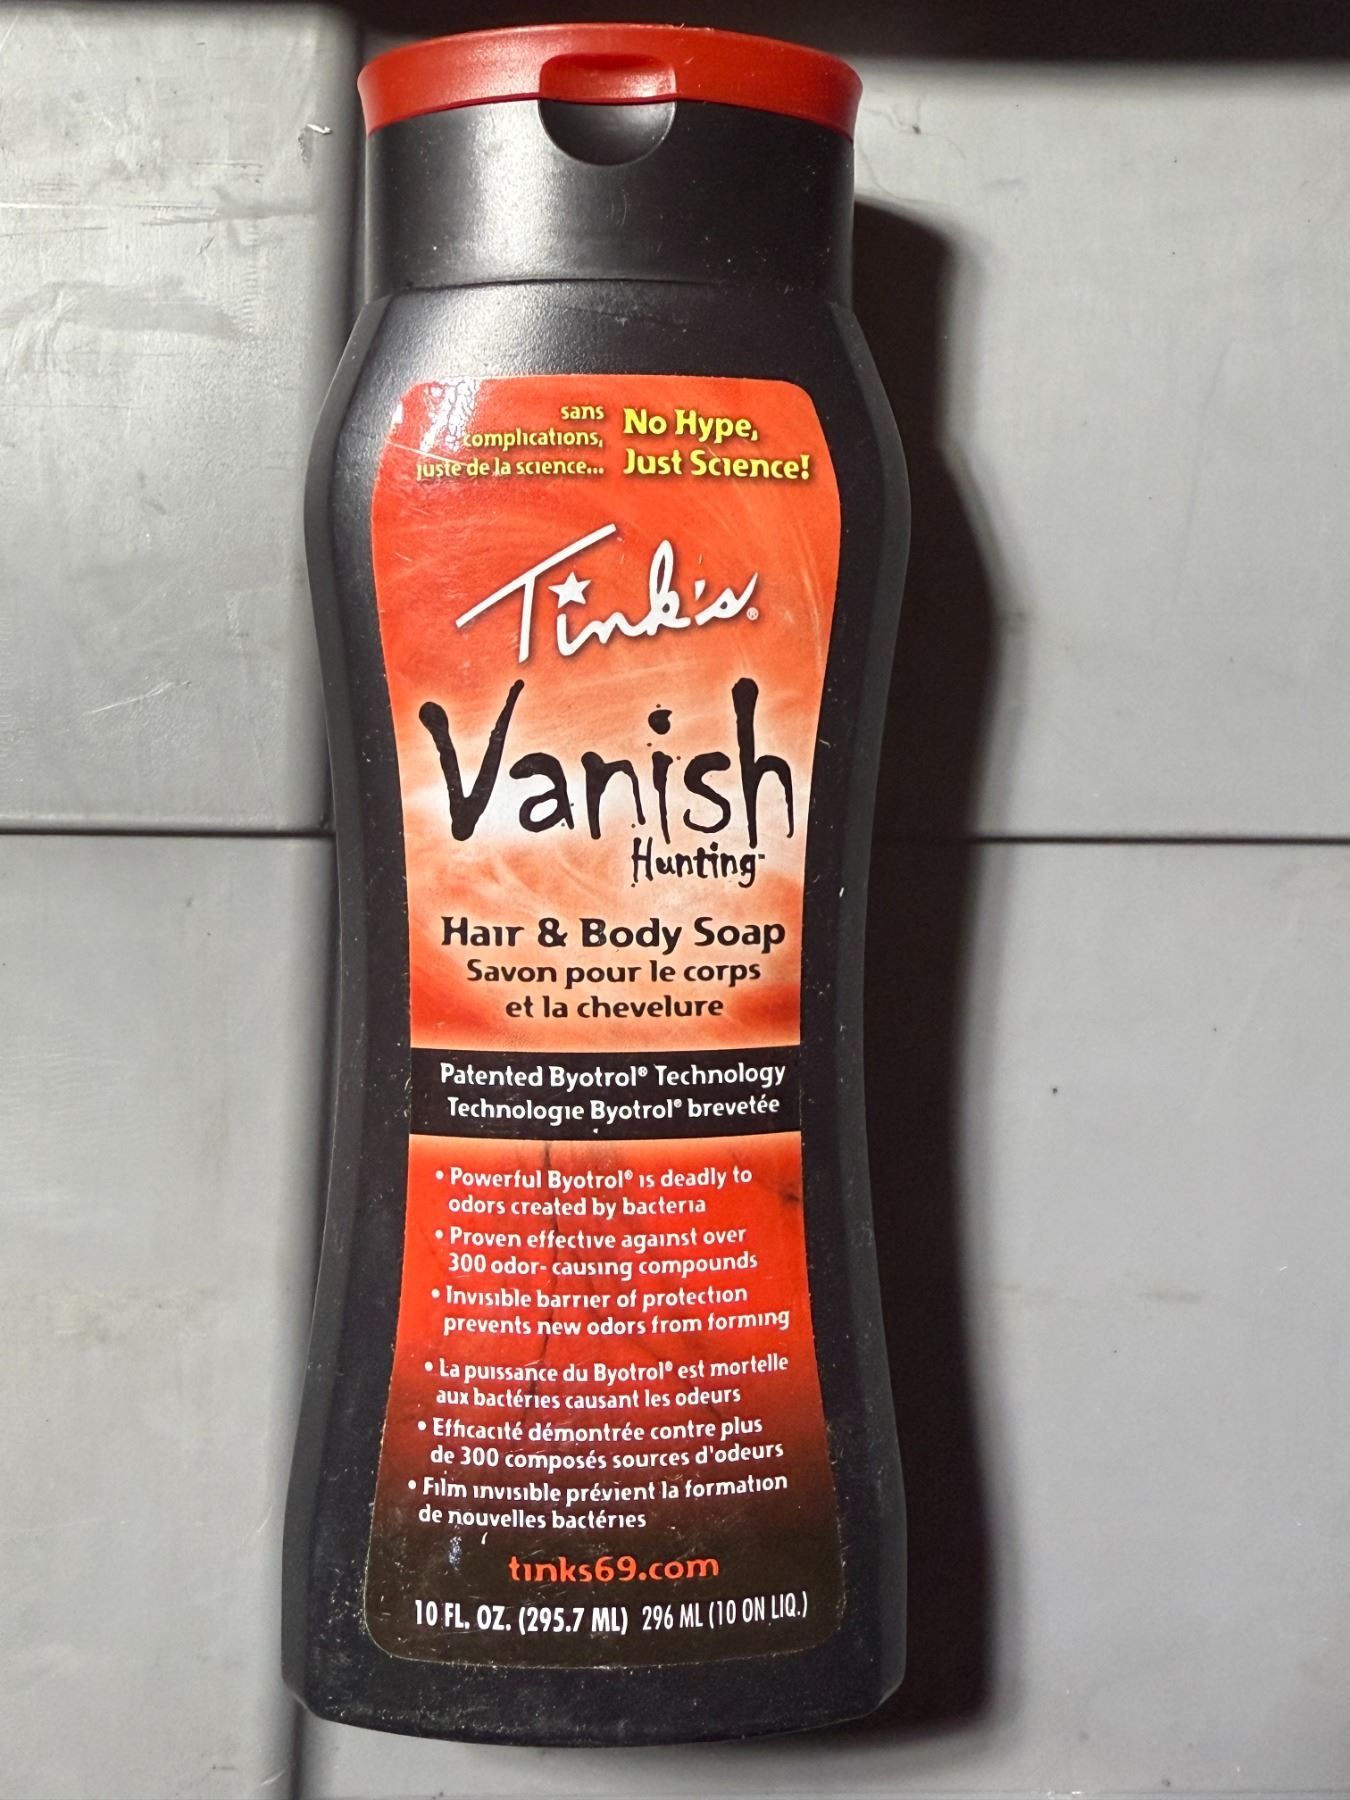 sans
complications,
juste de la science...
No Hype,
Just Science!
Tink's®
Vanish
Hunting™
Hair & Body Soap
Savon pour le corps
et la chevelure
Patented Byotrol® Technology
Technologie Byotrol® brevetée
• Powerful Byotrol® is deadly to
odors created by bacteria
• Proven effective against over
300 odor- causing compounds
• Invisible barrier of protection
prevents new odors from forming
• La puissance du Byotrol® est mortelle
aux bactéries causant les odeurs
• Efficacité démontrée contre plus
de 300 composés sources d'odeurs
• Film invisible prévient la formation
de nouvelles bactéries
tinks69.com
10 FL. OZ. (295.7 ML) 296 ML (10 ON LIQ.)